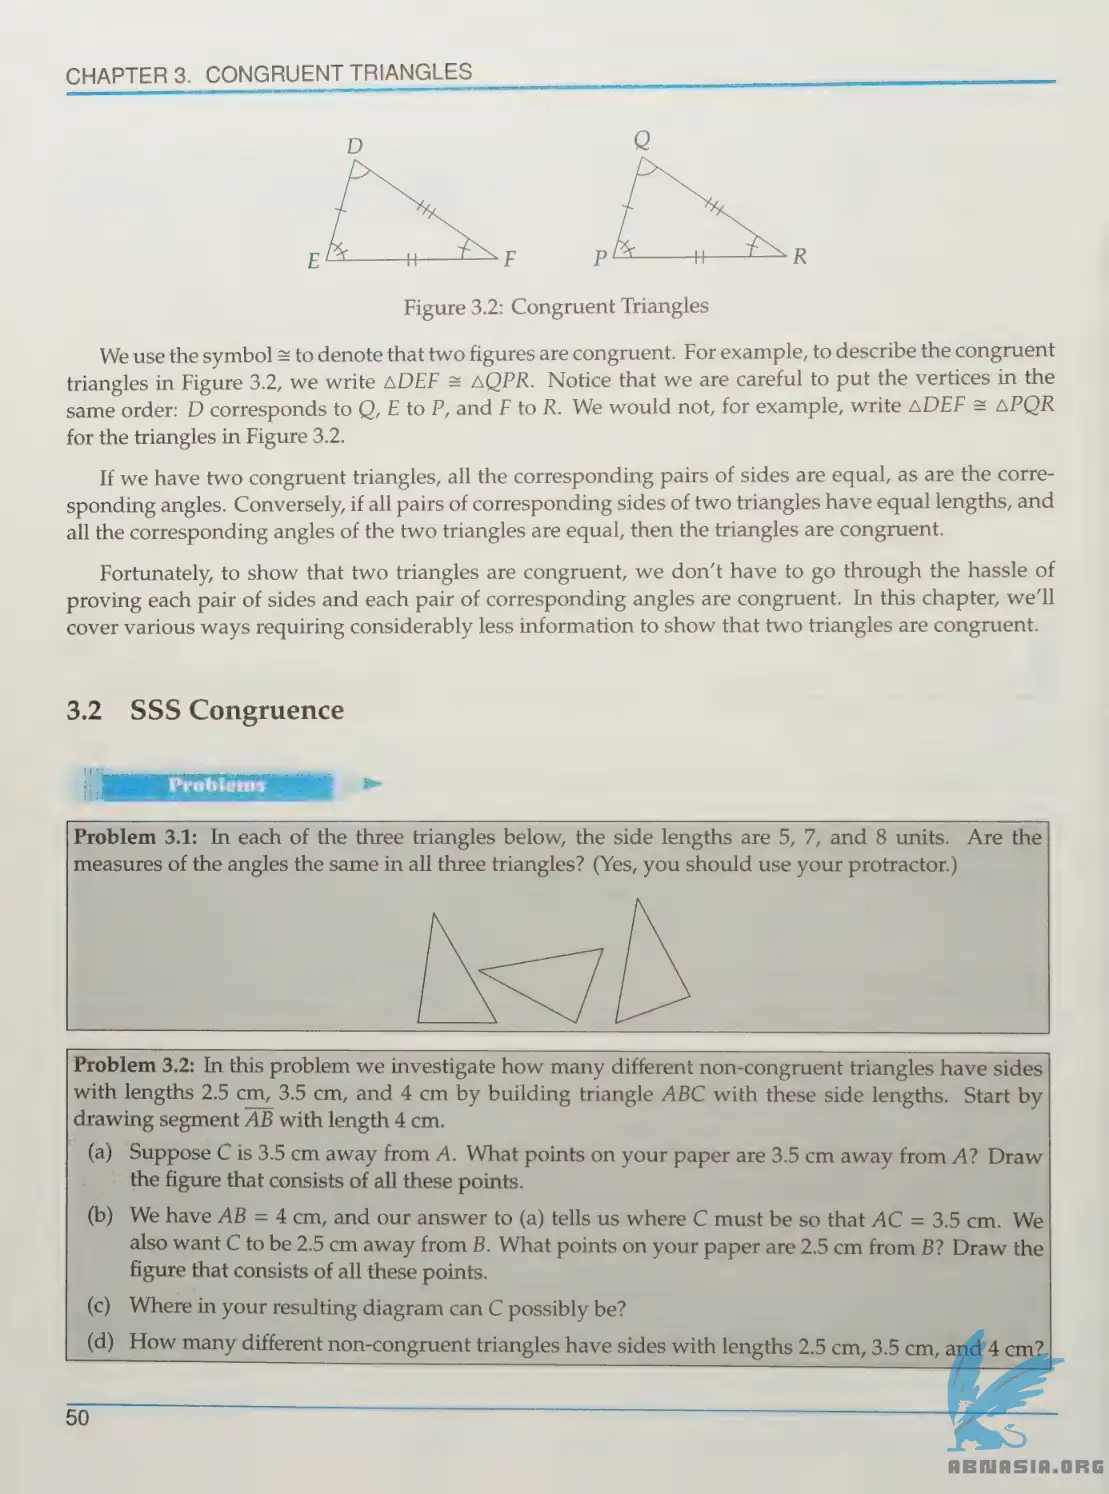 CHAPTER 3. CONGRUENT TRIANGLES
D
Q
E
F
P
R
Figure 3.2: Congruent Triangles
We use the symbol ≅ to denote that two figures are congruent. For example, to describe the congruent
triangles in Figure 3.2, we write △DEF ≅ △QPR. Notice that we are careful to put the vertices in the
same order: D corresponds to Q, E to P, and F to R. We would not, for example, write △DEF ≅ △PQR
for the triangles in Figure 3.2.
If we have two congruent triangles, all the corresponding pairs of sides are equal, as are the corre-
sponding angles. Conversely, if all pairs of corresponding sides of two triangles have equal lengths, and
all the corresponding angles of the two triangles are equal, then the triangles are congruent.
Fortunately, to show that two triangles are congruent, we don't have to go through the hassle of
proving each pair of sides and each pair of corresponding angles are congruent. In this chapter, we'll
cover various ways requiring considerably less information to show that two triangles are congruent.
3.2 SSS Congruence
Problems
Problem 3.1: In each of the three triangles below, the side lengths are 5, 7, and 8 units. Are the
measures of the angles the same in all three triangles? (Yes, you should use your protractor.)
Problem 3.2: In this problem we investigate how many different non-congruent triangles have sides
with lengths 2.5 cm, 3.5 cm, and 4 cm by building triangle ABC with these side lengths. Start by
drawing segment A̅B̅ with length 4 cm.
(a) Suppose C is 3.5 cm away from A. What points on your paper are 3.5 cm away from A? Draw
the figure that consists of all these points.
(b) We have AB = 4 cm, and our answer to (a) tells us where C must be so that AC = 3.5 cm. We
also want C to be 2.5 cm away from B. What points on your paper are 2.5 cm from B? Draw the
figure that consists of all these points.
(c) Where in your resulting diagram can C possibly be?
(d) How many different non-congruent triangles have sides with lengths 2.5 cm, 3.5 cm, and 4 cm?
50
ABNASIA.ORG